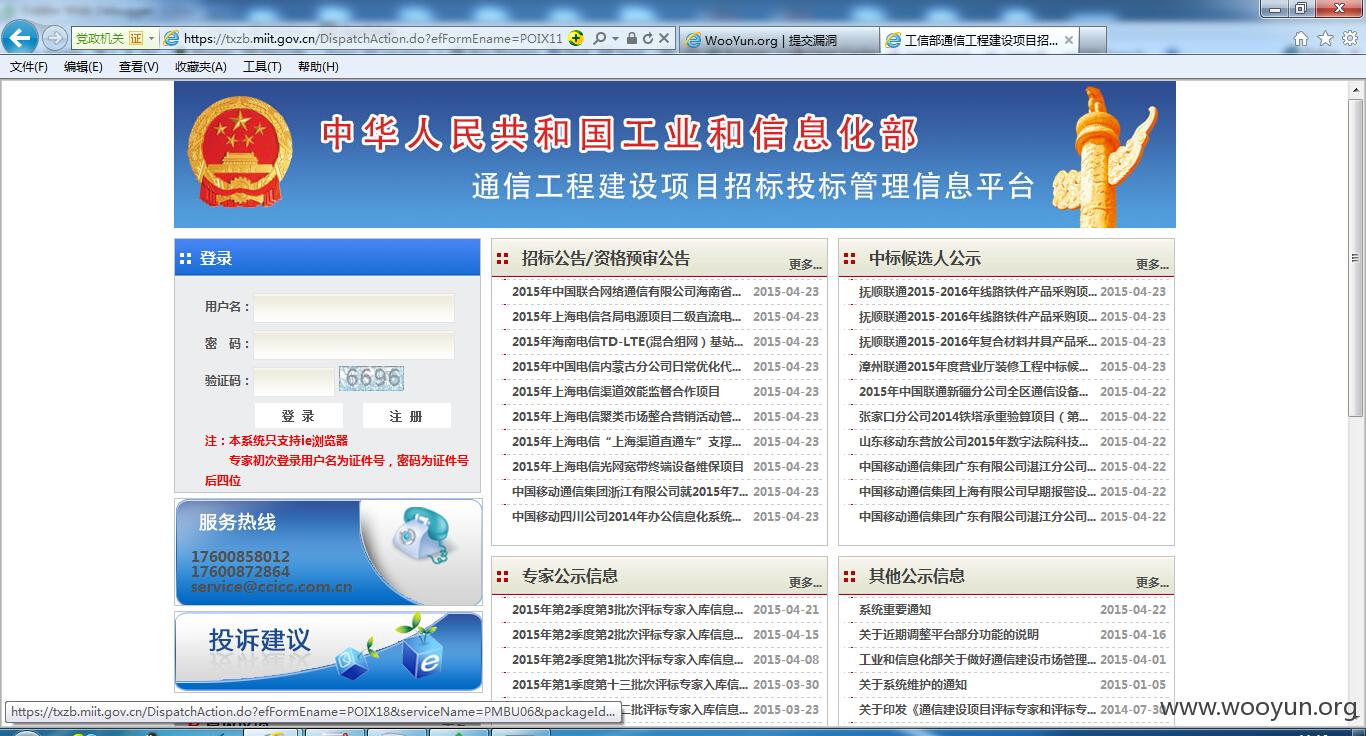 党政机关 证
https://txzb.miit.gov.cn/DispatchAction.do?efFormEname=POIX11
WooYun.org | 提交漏洞
工信部通信工程建设项目招...
文件(F) 编辑(E) 查看(V) 收藏夹(A) 工具(T) 帮助(H)
中华人民共和国工业和信息化部
通信工程建设项目招标投标管理信息平台
登录
用户名：
密 码：
验证码：
6696
登 录
注 册
注：本系统只支持ie浏览器
专家初次登录用户名为证件号，密码为证件号
后四位
服务热线
17600858012
17600872864
service@ccicc.com.cn
投诉建议
招标公告/资格预审公告
更多...
2015年中国联合网络通信有限公司海南省... 2015-04-23
2015年上海电信各局电源项目二级直流电... 2015-04-23
2015年海南电信TD-LTE(混合组网）基站... 2015-04-23
2015年中国电信内蒙古分公司日常优化代... 2015-04-23
2015年上海电信渠道效能监督合作项目 2015-04-23
2015年上海电信聚类市场整合营销活动管... 2015-04-23
2015年上海电信“上海渠道直通车”支撑... 2015-04-23
2015年上海电信光网宽带终端设备维保项目 2015-04-23
中国移动通信集团浙江有限公司就2015年7... 2015-04-23
中国移动四川公司2014年办公信息化系统... 2015-04-23
中标候选人公示
更多...
抚顺联通2015-2016年线路铁件产品采购项... 2015-04-23
抚顺联通2015-2016年线路铁件产品采购项... 2015-04-23
抚顺联通2015-2016年复合材料井具产品采... 2015-04-23
漳州联通2015年度营业厅装修工程中标候... 2015-04-23
2015年中国联通新疆分公司全区通信设备... 2015-04-22
张家口分公司2014铁塔承重验算项目（第... 2015-04-22
山东移动东营放公司2015年数字法院科技... 2015-04-22
中国移动通信集团广东有限公司湛江分公司... 2015-04-22
中国移动通信集团上海有限公司早期报警设... 2015-04-22
中国移动通信集团广东有限公司湛江分公司... 2015-04-22
专家公示信息
更多...
2015年第2季度第3批次评标专家入库信息... 2015-04-21
2015年第2季度第2批次评标专家入库信息... 2015-04-15
2015年第2季度第1批次评标专家入库信息... 2015-04-08
2015年第1季度第十三批次评标专家入库信... 2015-03-30
二批评标专家入库信息... 2015-03-23
其他公示信息
更多...
系统重要通知 2015-04-22
关于近期调整平台部分功能的说明 2015-04-16
工业和信息化部关于做好通信建设市场管理... 2015-04-01
关于系统维护的通知 2015-01-05
关于印发《通信建设项目评标专家和评标专... 2014-07-30
https://txzb.miit.gov.cn/DispatchAction.do?efFormEname=POIX18&serviceName=PMBU06&packageId...
www.wooyun.org